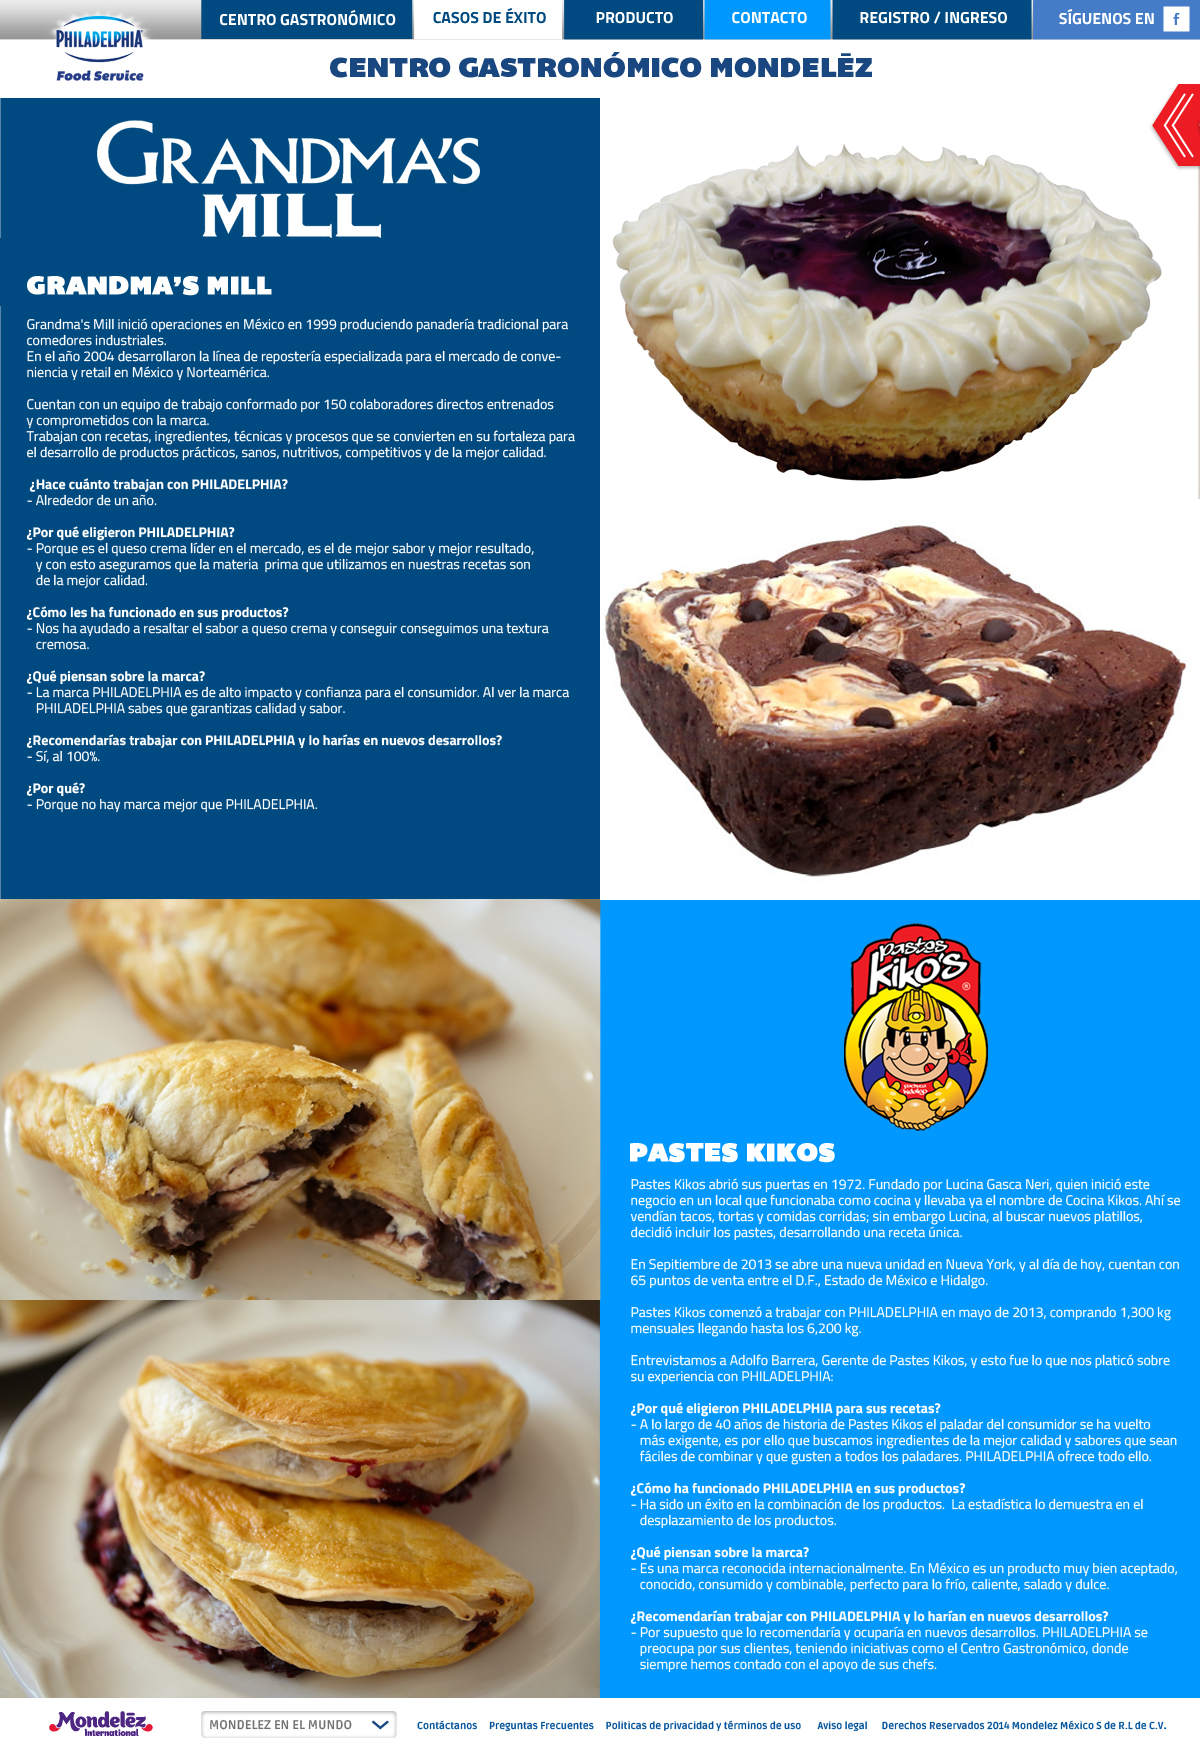 CENTRO GASTRONÓMICO
CASOS DE ÉXITO
PRODUCTO
CONTACTO
REGISTRO / INGRESO
SÍGUENOS EN f
PHILADELPHIA
Food Service
CENTRO GASTRONÓMICO MONDELĒZ
GRANDMA'S
MILL
GRANDMA'S MILL
Grandma's Mill inició operaciones en México en 1999 produciendo panadería tradicional para
comedores industriales.
En el año 2004 desarrollaron la línea de repostería especializada para el mercado de conve-
niencia y retail en México y Norteamérica.
Cuentan con un equipo de trabajo conformado por 150 colaboradores directos entrenados
y comprometidos con la marca.
Trabajan con recetas, ingredientes, técnicas y procesos que se convierten en su fortaleza para
el desarrollo de productos prácticos, sanos, nutritivos, competitivos y de la mejor calidad.
¿Hace cuánto trabajan con PHILADELPHIA?
- Alrededor de un año.
¿Por qué eligieron PHILADELPHIA?
- Porque es el queso crema líder en el mercado, es el de mejor sabor y mejor resultado,
y con esto aseguramos que la materia prima que utilizamos en nuestras recetas son
de la mejor calidad.
¿Cómo les ha funcionado en sus productos?
- Nos ha ayudado a resaltar el sabor a queso crema y conseguir conseguimos una textura
cremosa.
¿Qué piensan sobre la marca?
- La marca PHILADELPHIA es de alto impacto y confianza para el consumidor. Al ver la marca
PHILADELPHIA sabes que garantizas calidad y sabor.
¿Recomendarías trabajar con PHILADELPHIA y lo harías en nuevos desarrollos?
- Sí, al 100%.
¿Por qué?
- Porque no hay marca mejor que PHILADELPHIA.
Pastes
Kiko's
®
pachuca
hidalgo
PASTES KIKOS
Pastes Kikos abrió sus puertas en 1972. Fundado por Lucina Gasca Neri, quien inició este
negocio en un local que funcionaba como cocina y llevaba ya el nombre de Cocina Kikos. Ahí se
vendían tacos, tortas y comidas corridas; sin embargo Lucina, al buscar nuevos platillos,
decidió incluir los pastes, desarrollando una receta única.
En Sepitiembre de 2013 se abre una nueva unidad en Nueva York, y al día de hoy, cuentan con
65 puntos de venta entre el D.F., Estado de México e Hidalgo.
Pastes Kikos comenzó a trabajar con PHILADELPHIA en mayo de 2013, comprando 1,300 kg
mensuales llegando hasta los 6,200 kg.
Entrevistamos a Adolfo Barrera, Gerente de Pastes Kikos, y esto fue lo que nos platicó sobre
su experiencia con PHILADELPHIA:
¿Por qué eligieron PHILADELPHIA para sus recetas?
- A lo largo de 40 años de historia de Pastes Kikos el paladar del consumidor se ha vuelto
más exigente, es por ello que buscamos ingredientes de la mejor calidad y sabores que sean
fáciles de combinar y que gusten a todos los paladares. PHILADELPHIA ofrece todo ello.
¿Cómo ha funcionado PHILADELPHIA en sus productos?
- Ha sido un éxito en la combinación de los productos. La estadística lo demuestra en el
desplazamiento de los productos.
¿Qué piensan sobre la marca?
- Es una marca reconocida internacionalmente. En México es un producto muy bien aceptado,
conocido, consumido y combinable, perfecto para lo frío, caliente, salado y dulce.
¿Recomendarían trabajar con PHILADELPHIA y lo harían en nuevos desarrollos?
- Por supuesto que lo recomendaría y ocuparía en nuevos desarrollos. PHILADELPHIA se
preocupa por sus clientes, teniendo iniciativas como el Centro Gastronómico, donde
siempre hemos contado con el apoyo de sus chefs.
Mondelēz
International
MONDELEZ EN EL MUNDO
Contáctanos
Preguntas Frecuentes
Politicas de privacidad y términos de uso
Aviso legal
Derechos Reservados 2014 Mondelez México S de R.L de C.V.